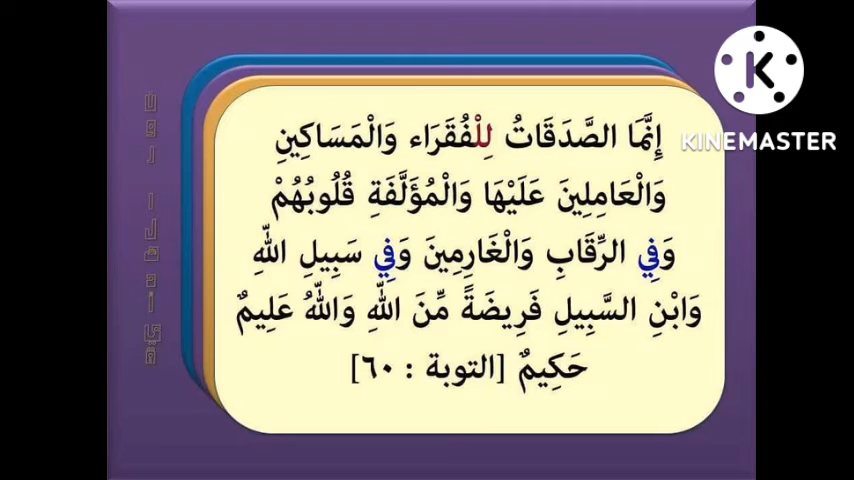 إِنَّمَا الصَّدَقَاتُ لِلْفُقَرَاء وَالْمَسَاكِينِ
وَالْعَامِلِينَ عَلَيْهَا وَالْمُؤَلَّفَةِ قُلُوبُهُمْ
وَفِي الرِّقَابِ وَالْغَارِمِينَ وَفِي سَبِيلِ اللّهِ
وَابْنِ السَّبِيلِ فَرِيضَةً مِّنَ اللّهِ وَاللّهُ عَلِيمٌ
حَكِيمٌ [التوبة : ٦٠]
K
KINEMASTER